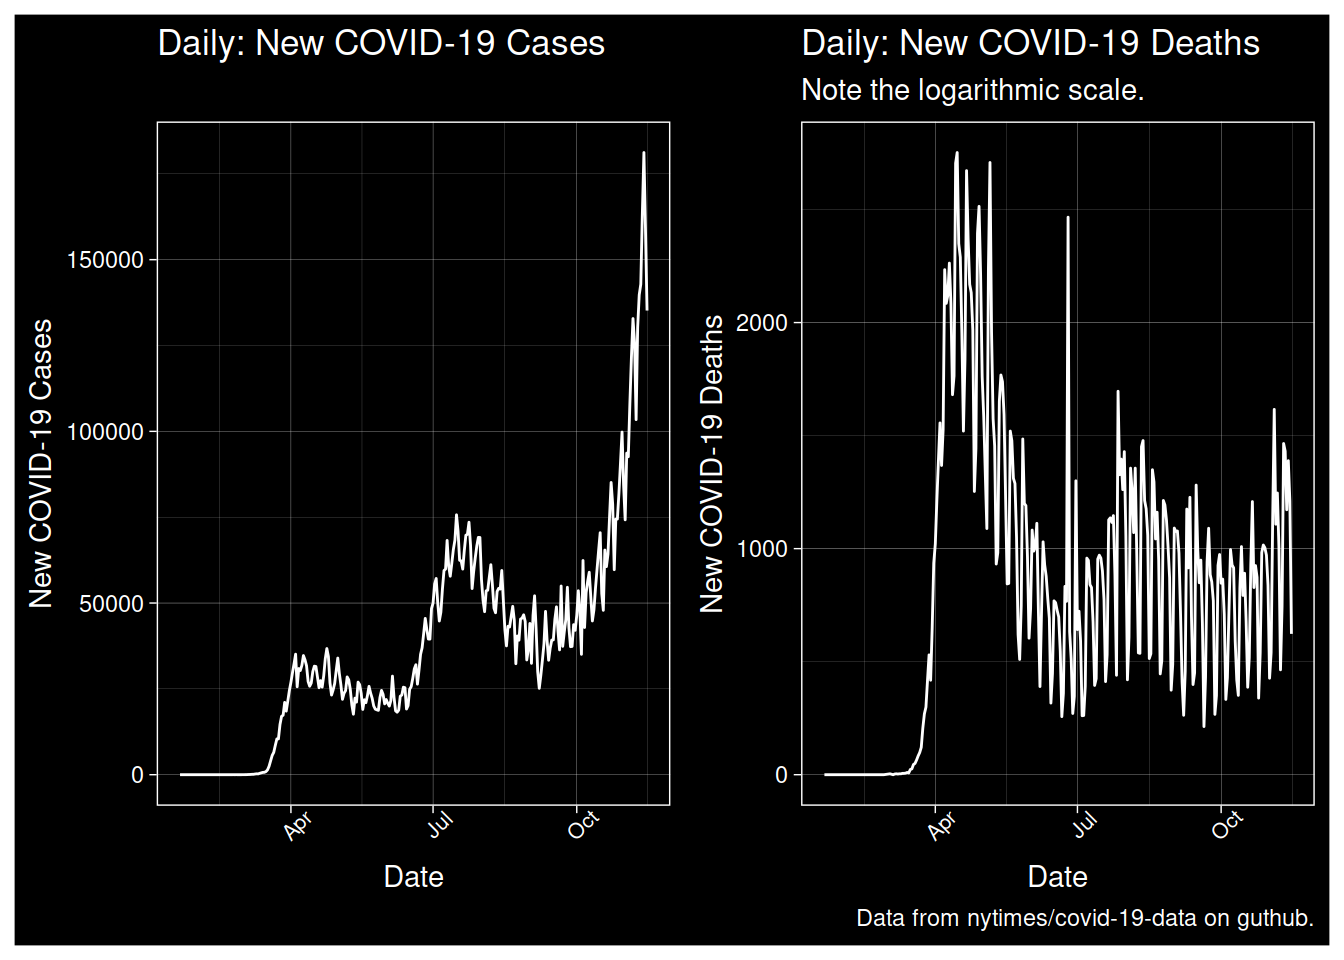 Daily: New COVID-19 Cases
New COVID-19 Cases
150000
100000
50000
0
Apr
Jul
Oct
Date
Daily: New COVID-19 Deaths
Note the logarithmic scale.
New COVID-19 Deaths
2000
1000
0
Apr
Jul
Oct
Date
Data from nytimes/covid-19-data on guthub.